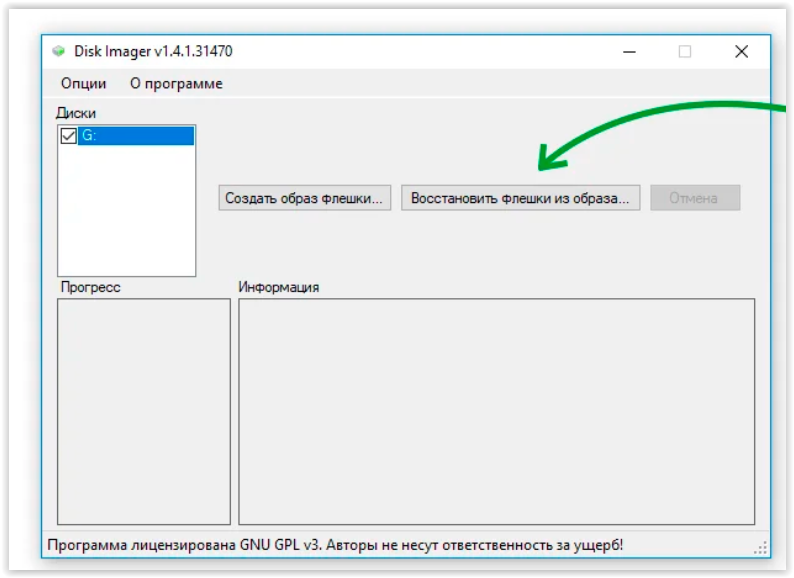 Disk Imager v1.4.1.31470
Опции О программе
Диски
G:
Создать образ флешки... Восстановить флешки из образа... Отмена
Прогресс Информация
Программа лицензирована GNU GPL v3. Авторы не несут ответственность за ущерб!